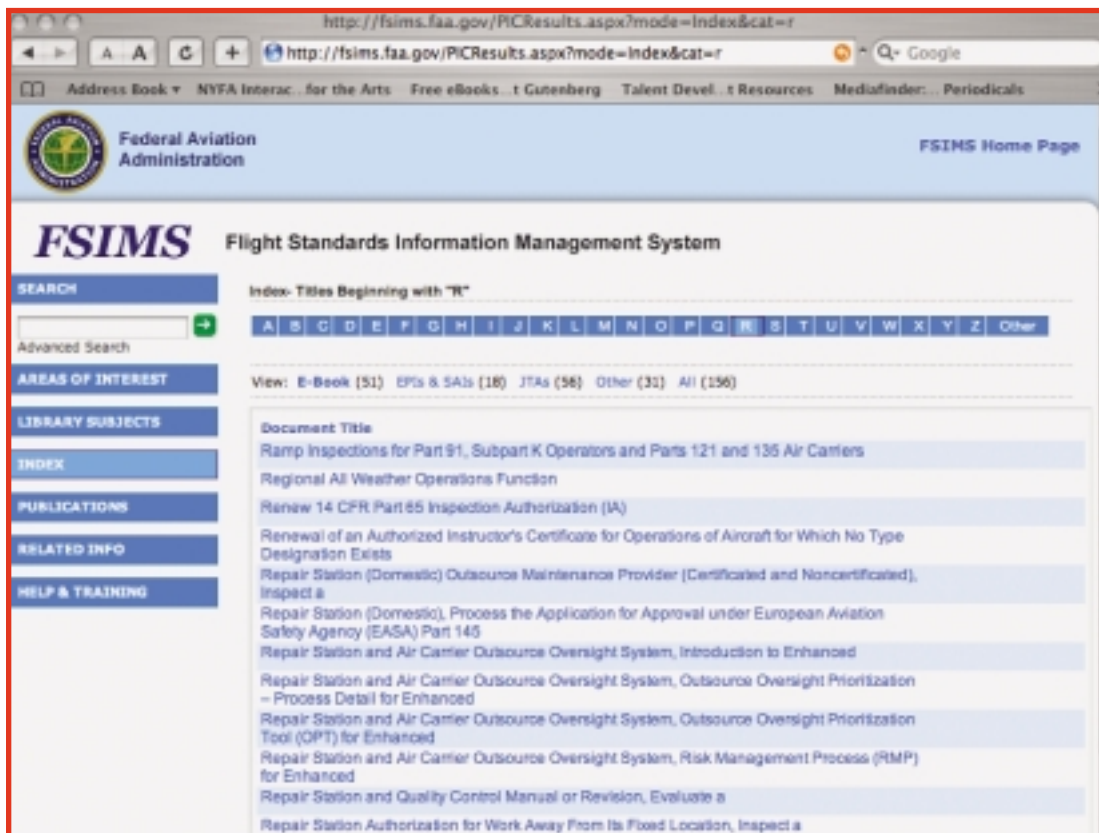 http://fsims.faa.gov/PICResults.aspx?mode=Index&cat=r
A A C + http://fsims.faa.gov/PICResults.aspx?mode=Index&cat=r Q- Google
Address Book NYFA Interac...for the Arts Free eBooks...t Gutenberg Talent Devel...t Resources Mediafinder:... Periodicals
Federal Aviation
Administration
FSIMS Home Page
FSIMS Flight Standards Information Management System
SEARCH
Advanced Search
AREAS OF INTEREST
LIBRARY SUBJECTS
INDEX
PUBLICATIONS
RELATED INFO
HELP & TRAINING
Index- Titles Beginning with "R"
A B C D E F G H I J K L M N O P Q R S T U V W X Y Z Other
View: E-Book (51) EPIs & SAIs (18) JTAs (56) Other (31) All (156)
Document Title
Ramp Inspections for Part 91, Subpart K Operators and Parts 121 and 135 Air Carriers
Regional All Weather Operations Function
Renew 14 CFR Part 65 Inspection Authorization (IA)
Renewal of an Authorized Instructor's Certificate for Operations of Aircraft for Which No Type
Designation Exists
Repair Station (Domestic) Outsource Maintenance Provider (Certificated and Noncertificated),
Inspect a
Repair Station (Domestic), Process the Application for Approval under European Aviation
Safety Agency (EASA) Part 145
Repair Station and Air Carrier Outsource Oversight System, Introduction to Enhanced
Repair Station and Air Carrier Outsource Oversight System, Outsource Oversight Prioritization
– Process Detail for Enhanced
Repair Station and Air Carrier Outsource Oversight System, Outsource Oversight Prioritization
Tool (OPT) for Enhanced
Repair Station and Air Carrier Outsource Oversight System, Risk Management Process (RMP)
for Enhanced
Repair Station and Quality Control Manual or Revision, Evaluate a
Repair Station Authorization for Work Away From Its Fixed Location, Inspect a